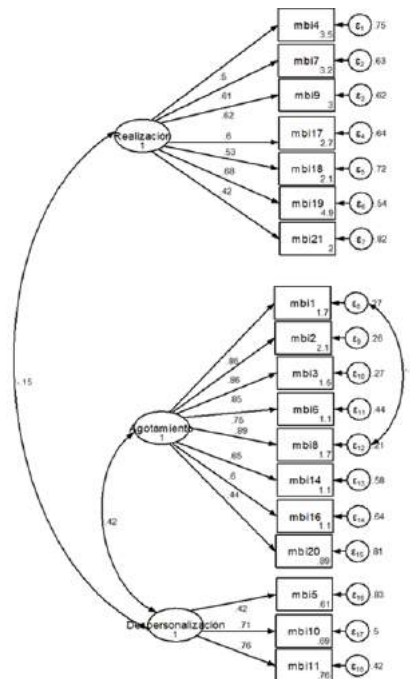 mbi4
3.5
ε1
.75
mbi7
3.2
ε2
.63
mbi9
3
ε3
.62
mbi17
2.7
ε4
.64
mbi18
2.1
ε5
.72
mbi19
4.9
ε6
.54
mbi21
2
ε7
.82
.5
.61
.62
.6
.53
.68
.42
Realización
1
-.15
mbi1
1.7
ε8
.27
mbi2
2.1
ε9
.26
mbi3
1.5
ε10
.27
mbi6
1.1
ε11
.44
mbi8
1.7
ε12
.21
mbi14
1.1
ε13
.58
mbi16
1.1
ε14
.64
mbi20
.89
ε15
.81
.86
.86
.85
.75
.89
.65
.6
.44
Agotamiento
1
.42
mbi5
.61
ε16
.83
mbi10
.69
ε17
.5
mbi11
.76
ε18
.42
.42
.71
.76
Despersonalización
1